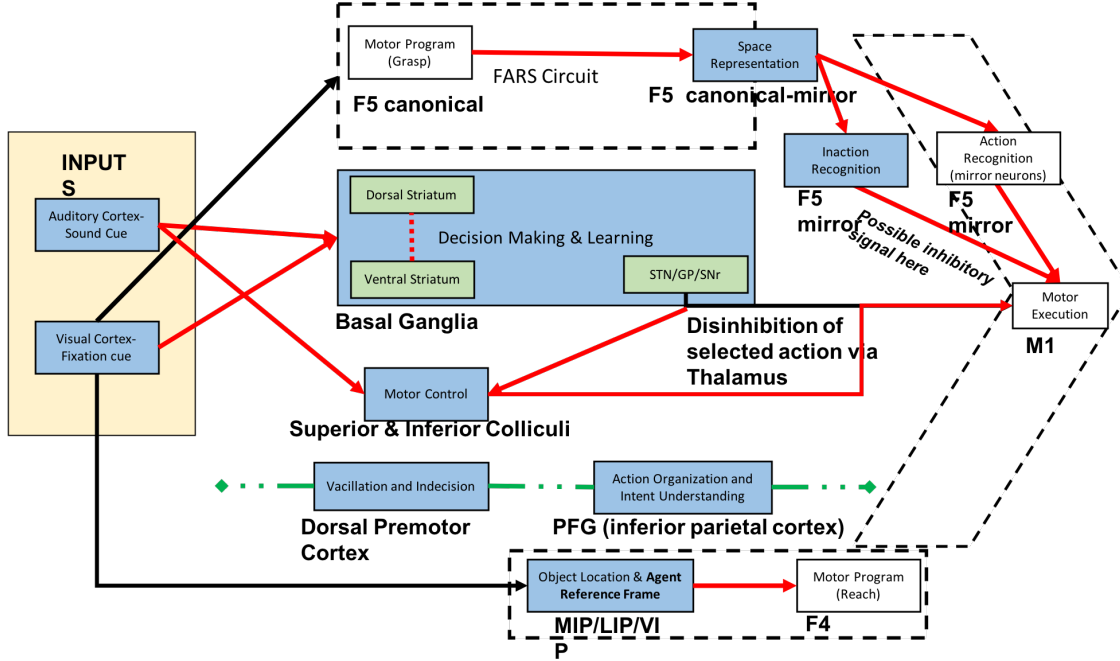 Motor Program
(Grasp)
FARS Circuit
F5 canonical
Space
Representation
F5  canonical-mirror
Inaction
Recognition
F5
mirror
Action
Recognition
(mirror neurons)
F5
mirror
Possible inhibitory
signal here
INPUT
S
Auditory Cortex-
Sound Cue
Visual Cortex-
Fixation cue
Dorsal Striatum
Decision Making & Learning
Ventral Striatum
STN/GP/SNr
Basal Ganglia
Disinhibition of
selected action via
Thalamus
Motor
Execution
M1
Motor Control
Superior & Inferior Colliculi
Vacillation and Indecision
Dorsal Premotor
Cortex
Action Organization and
Intent Understanding
PFG (inferior parietal cortex)
Object Location & Agent
Reference Frame
MIP/LIP/VI
P
Motor Program
(Reach)
F4